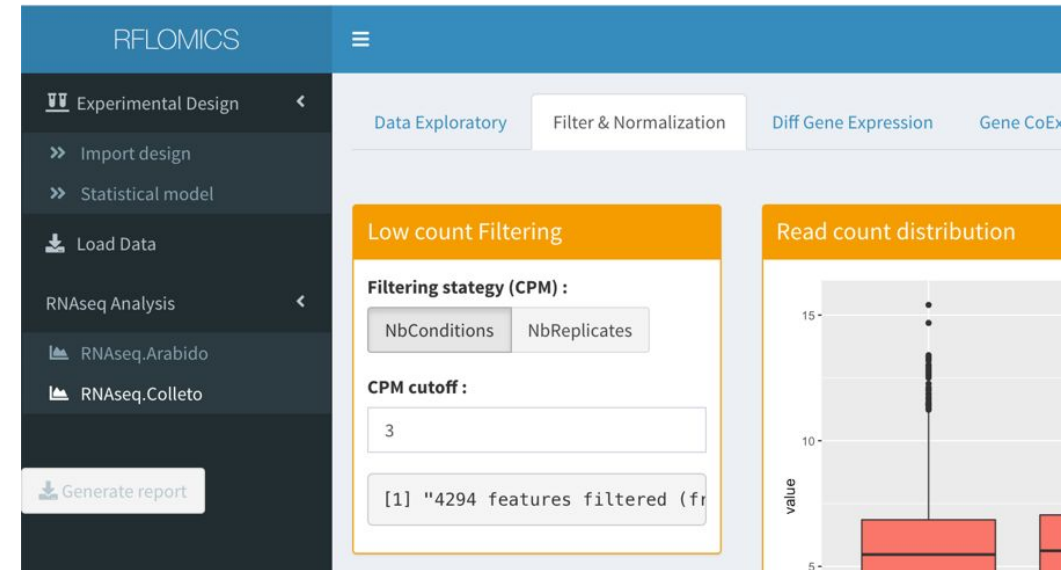 RFLOMICS
Experimental Design
Import design
Statistical model
Load Data
RNAseq Analysis
RNAseq.Arabido
RNAseq.Colleto
Generate report
Data Exploratory Filter & Normalization Diff Gene Expression Gene CoEx
Low count Filtering
Filtering stategy (CPM) :
NbConditions NbReplicates
CPM cutoff :
3
[1] "4294 features filtered (fr
Read count distribution
15
10
value
5